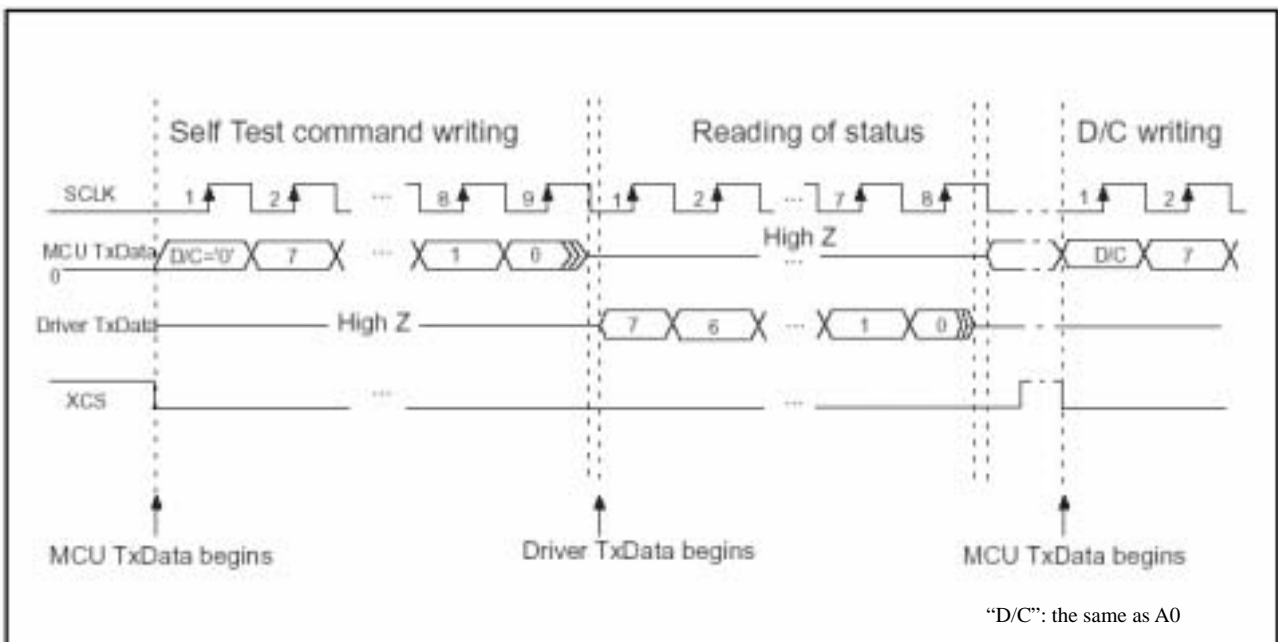 Self Test command writing Reading of status D/C writing
SCLK 1 2 ... 8 9 1 2 ... 7 8 1 2
MCU TxData D/C='0' 7 ... 1 0 High Z ... D/C 7
0
Driver TxData High Z 7 6 ... 1 0
XCS ... ...
MCU TxData begins Driver TxData begins MCU TxData begins
“D/C”: the same as A0